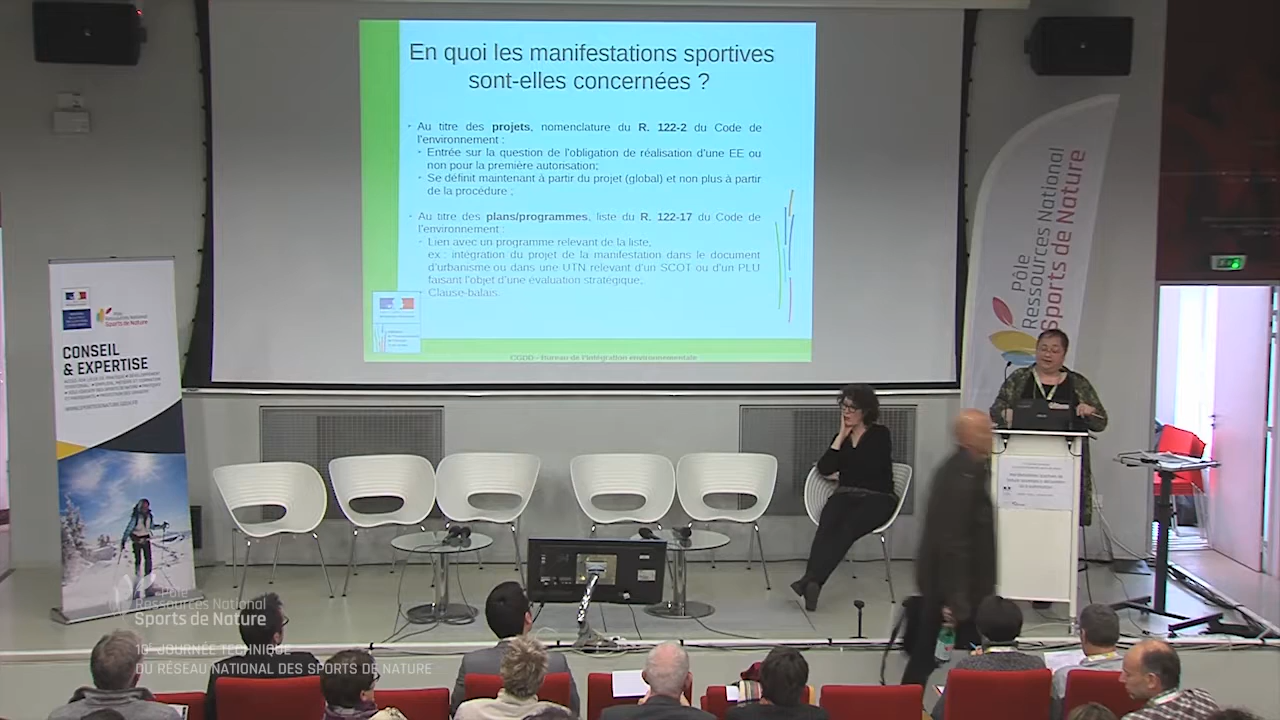 En quoi les manifestations sportives
sont-elles concernées ?
Au titre des projets, nomenclature du R. 122-2 du Code de
l'environnement :
Entrée sur la question de l'obligation de réalisation d'une EE ou
non pour la première autorisation;
Se définit maintenant à partir du projet (global) et non plus à partir
de la procédure ;
Au titre des plans/programmes, liste du R. 122-17 du Code de
l'environnement :
Lien avec un programme relevant de la liste,
ex : intégration du projet de la manifestation dans le document
d'urbanisme ou dans une UTN relevant d'un SCOT ou d'un PLU
faisant l'objet d'une évaluation stratégique;
Clause-balais.
CGDD - Bureau de l'intégration environnementale
Pôle
Ressources National
Sports de Nature
Pôle
Ressources National
Sports de Nature
CONSEIL
& EXPERTISE
Pôle
Ressources National
Sports de Nature
10e JOURNÉE TECHNIQUE
DU RÉSEAU NATIONAL DES SPORTS DE NATURE